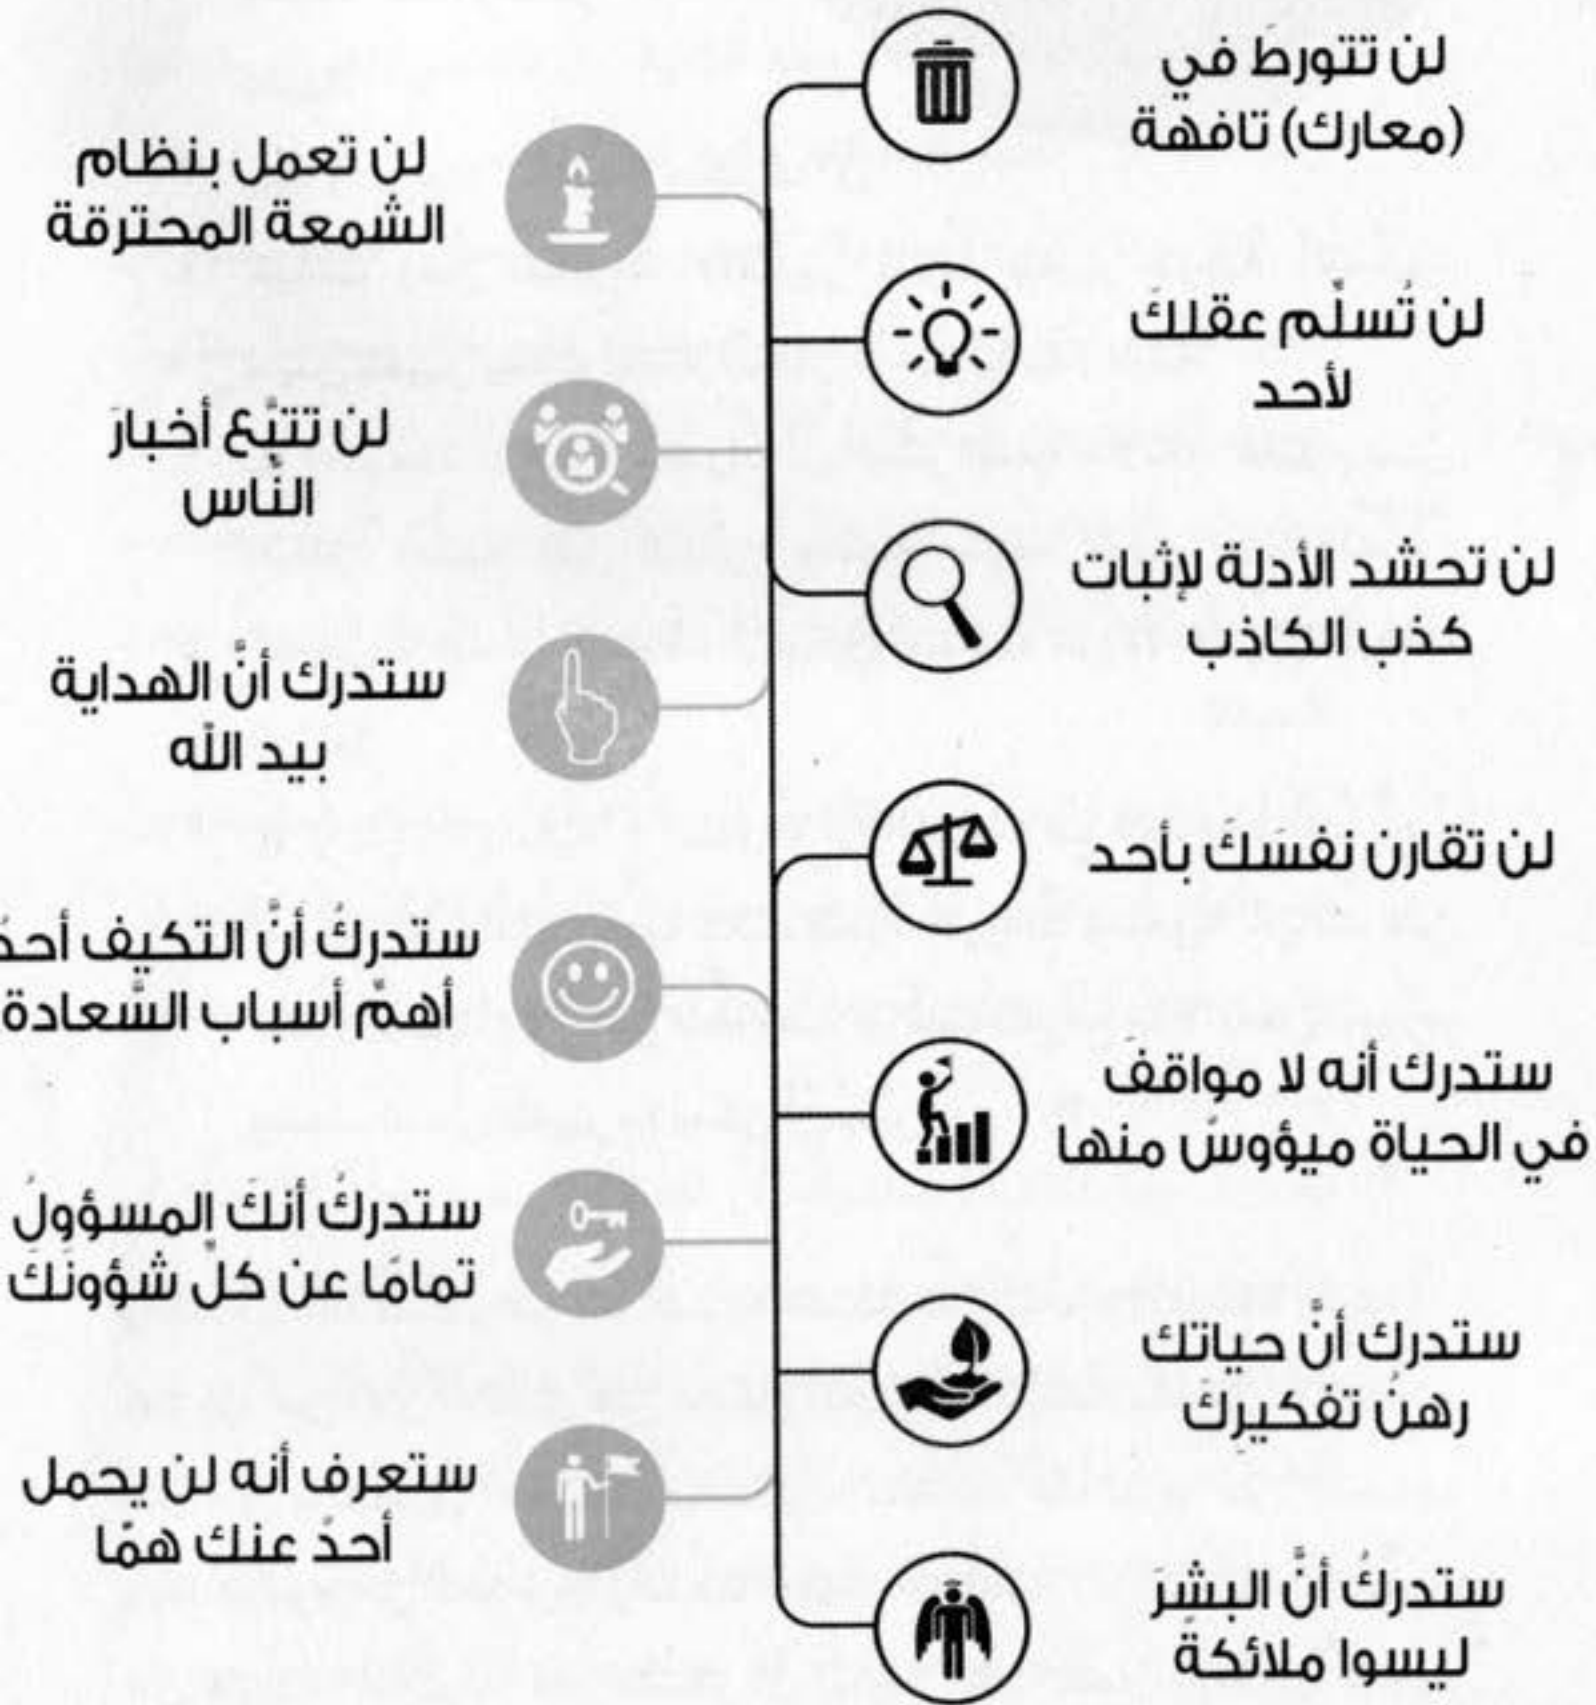 لن تتورطَ في
(معارك) تافهة
لن تعمل بنظام
الشمعة المحترقة
لن تُسلَّم عقلكَ
لأحد
لن تتبَّع أخبارَ
النَّاس
لن تحشد الأدلة لإثبات
كذب الكاذب
ستدرك أنَّ الهداية
بيد الله
لن تقارن نفسَكَ بأحد
ستدركُ أنَّ التكيف أحدُ
أهمِّ أسباب السَّعادة
ستدرك أنه لا مواقفَ
في الحياة ميؤوسٌ منها
ستدركُ أنكَ المسؤولُ
تمامًا عن كلِّ شؤونَكَ
ستدركُ أنَّ حياتك
رهنُ تفكيرِكَ
ستعرف أنه لن يحمل
أحدٌ عنك همًّا
ستدركُ أنَّ البشرَ
ليسوا ملائكةً